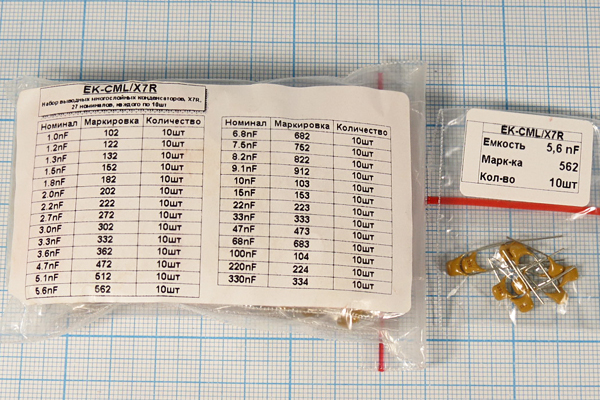 EK-CML/X7R
Набор выводных многослойных конденсаторов, X7R,
27 номиналов, каждого по 10шт
Номинал Маркировка Количество
1.0nF 102 10шт
1.2nF 122 10шт
1.3nF 132 10шт
1.5nF 152 10шт
1.8nF 182 10шт
2.0nF 202 10шт
2.2nF 222 10шт
2.7nF 272 10шт
3.0nF 302 10шт
3.3nF 332 10шт
3.6nF 362 10шт
4.7nF 472 10шт
5.1nF 512 10шт
5.6nF 562 10шт
Номинал Маркировка Количество
6.8nF 682 10шт
7.5nF 752 10шт
8.2nF 822 10шт
9.1nF 912 10шт
10nF 103 10шт
15nF 153 10шт
22nF 223 10шт
33nF 333 10шт
47nF 473 10шт
68nF 683 10шт
100nF 104 10шт
220nF 224 10шт
330nF 334 10шт
EK-CML/X7R
Емкость 5,6 nF
Марк-ка 562
Кол-во 10шт